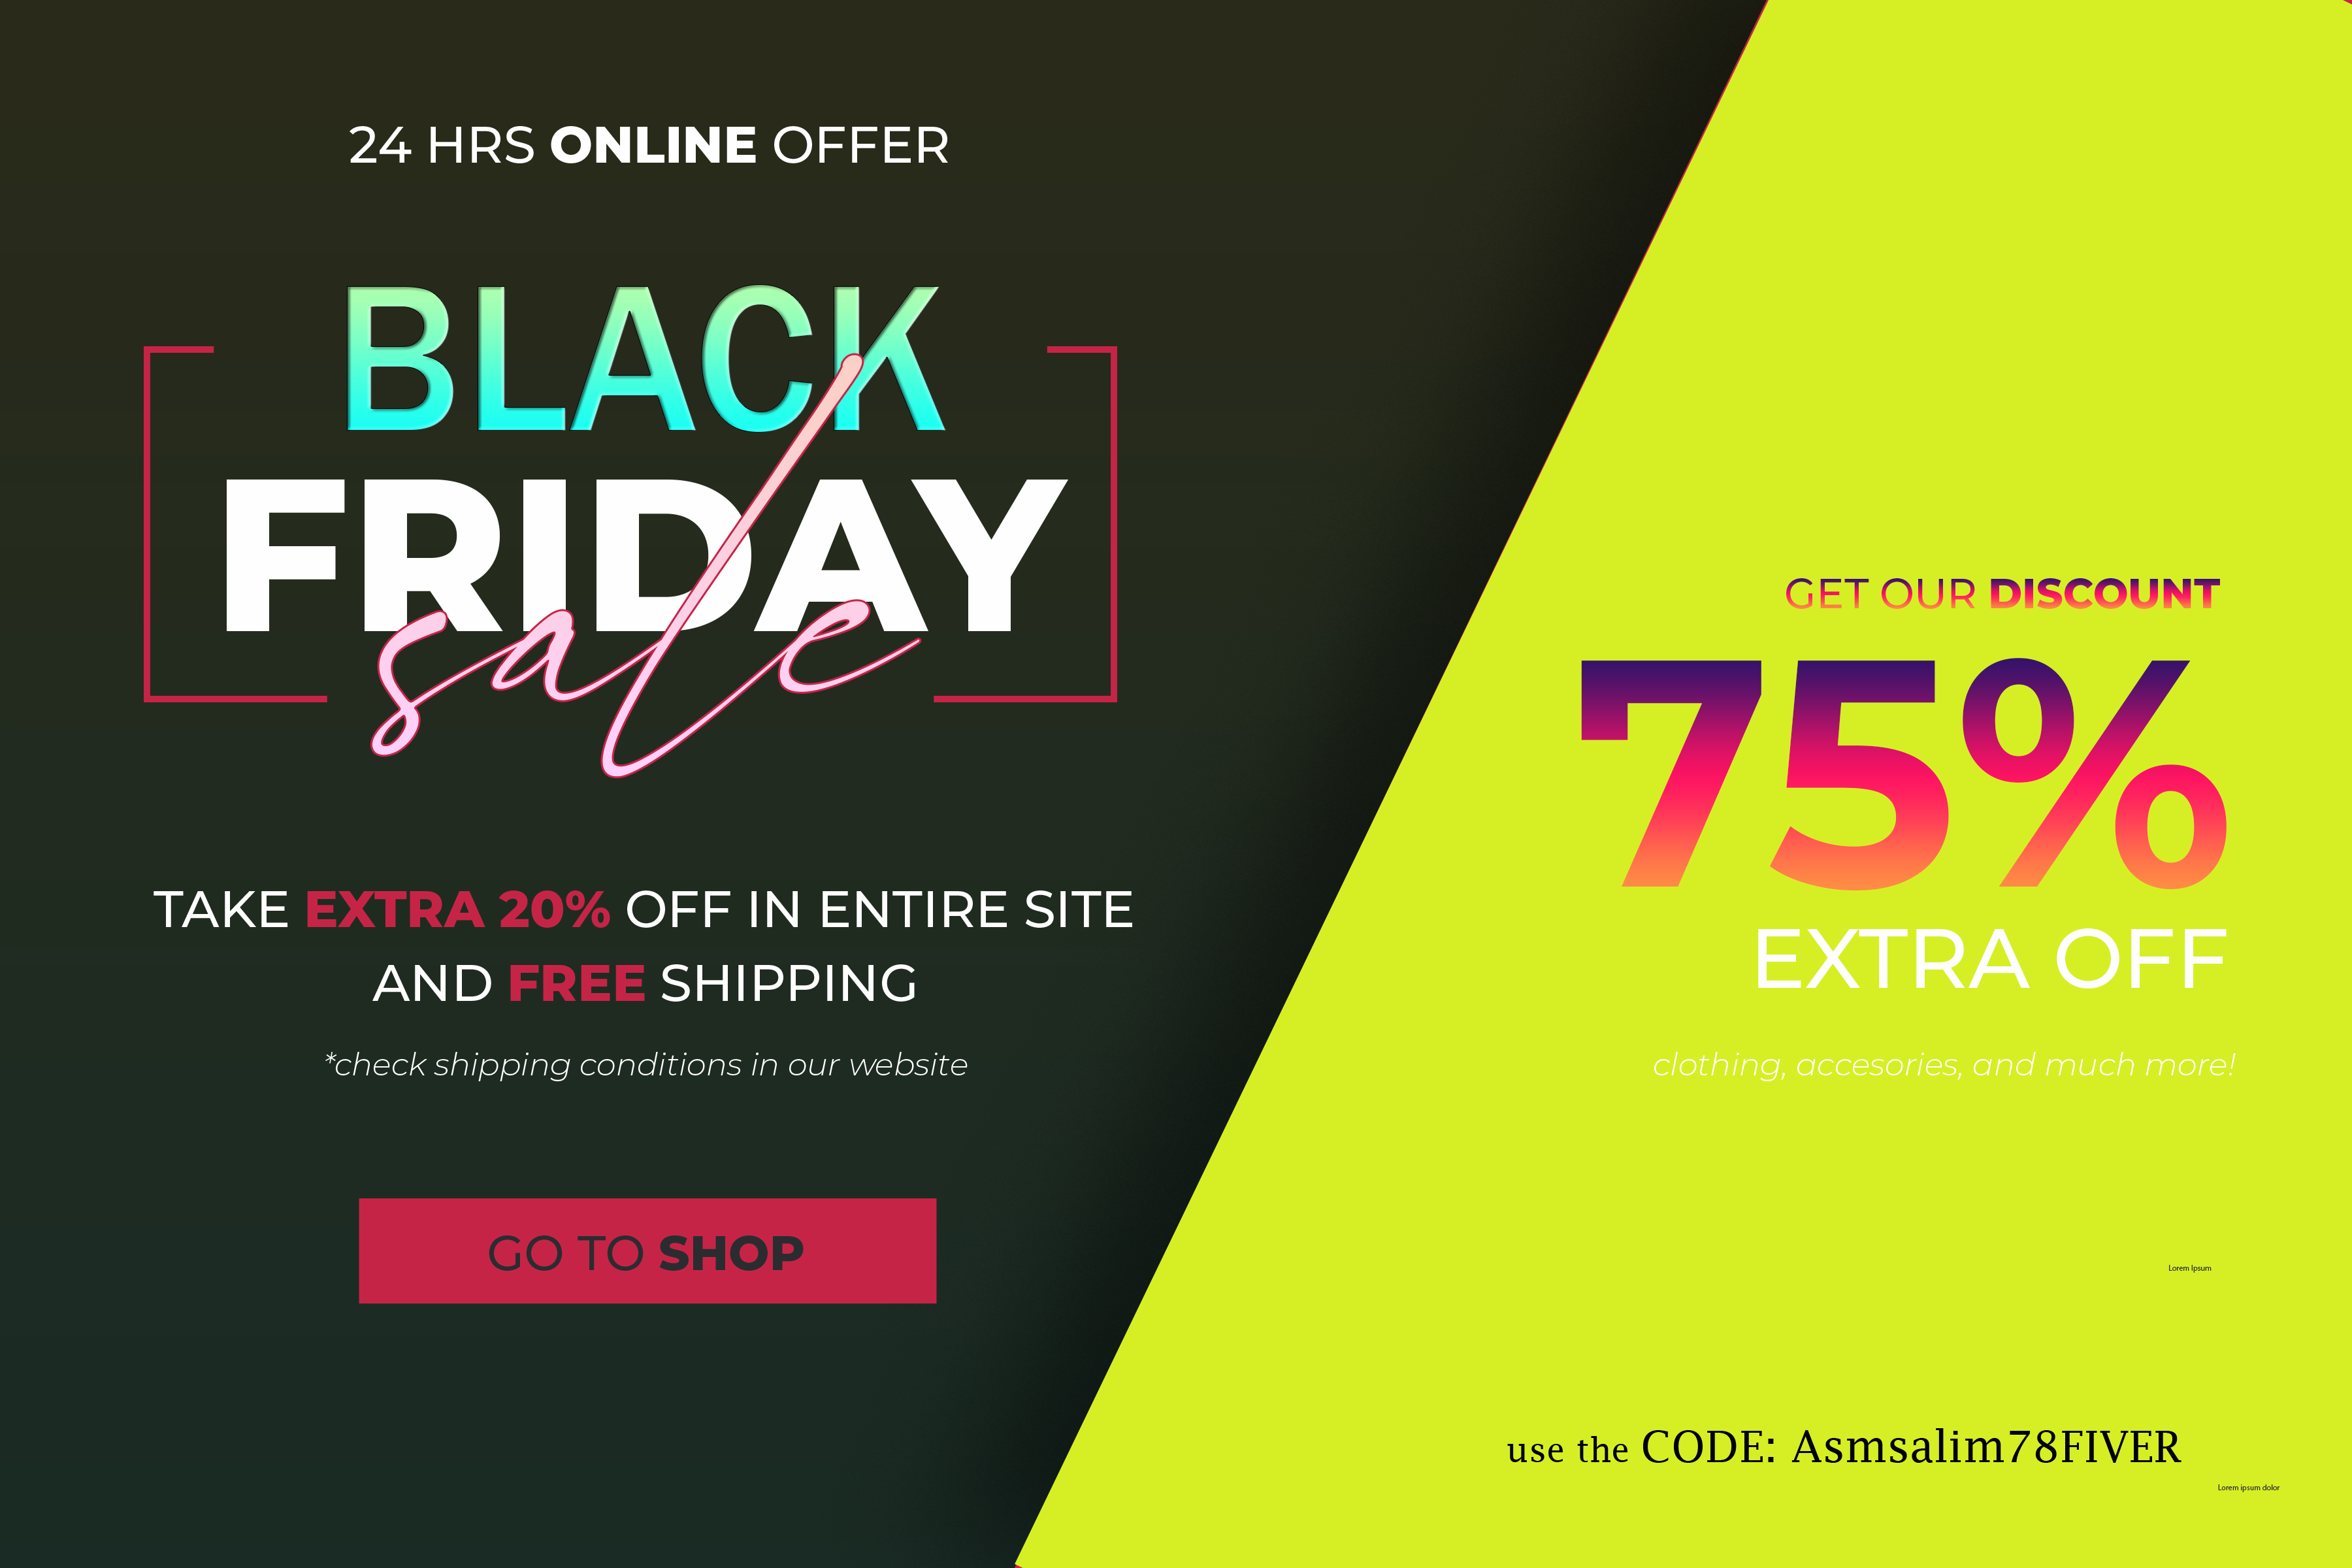 24 HRS ONLINE OFFER
BLACK
FRIDAY
sale
TAKE EXTRA 20% OFF IN ENTIRE SITE
AND FREE SHIPPING
*check shipping conditions in our website
GO TO SHOP
GET OUR DISCOUNT
75%
EXTRA OFF
clothing, accesories, and much more!
Lorem Ipsum
use the CODE: Asmsalim78FIVER
Lorem ipsum dolor